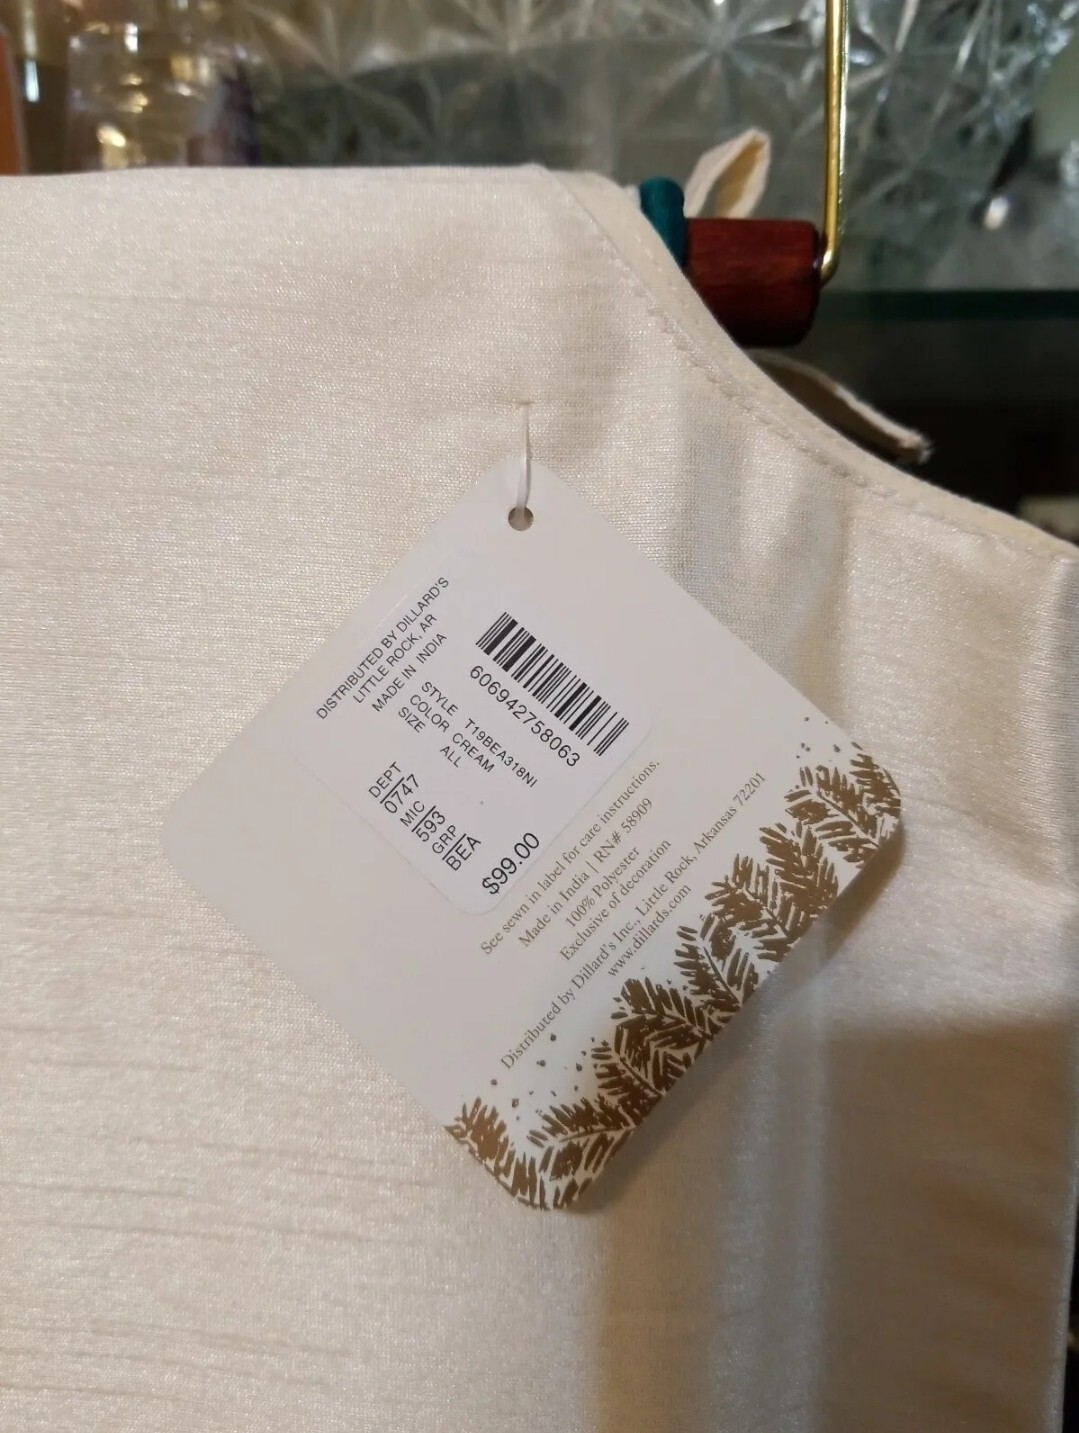 DISTRIBUTED BY DILLARD'S
LITTLE ROCK, AR
MADE IN INDIA
606942758063
STYLE T19BEA318NI
COLOR CREAM
SIZE ALL
DEPT
0747
MIC
593
GRP
BEA
$99.00
See sewn in label for care instructions.
Made in India | RN# 58909
100% Polyester
Exclusive of decoration
Distributed by Dillard's Inc., Little Rock, Arkansas 72201
www.dillards.com